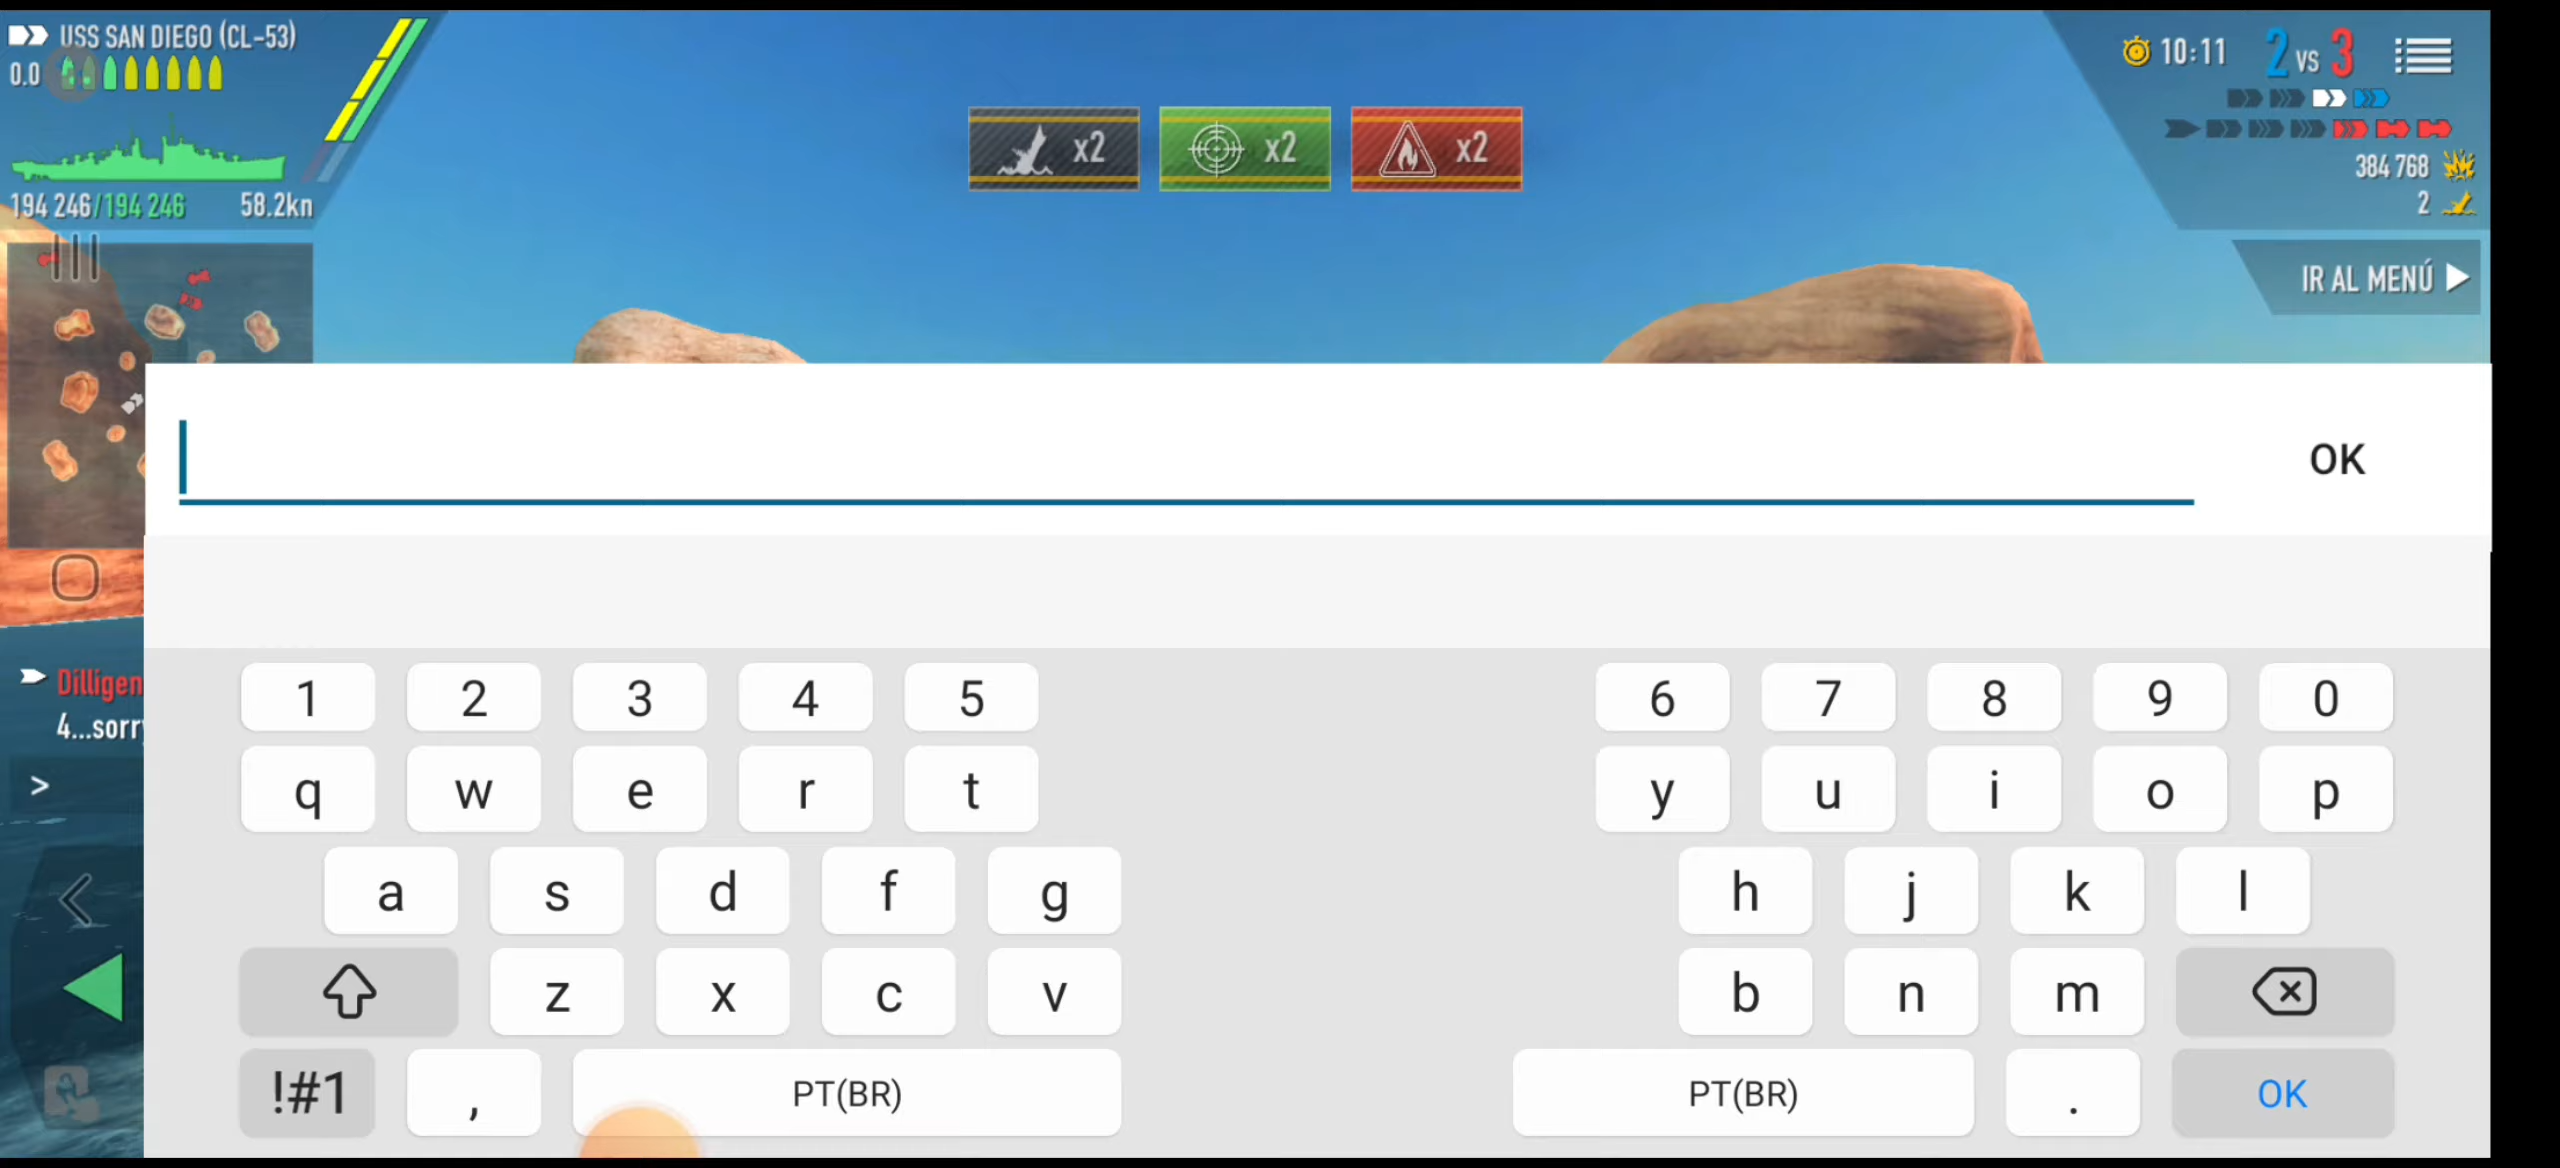 USS SAN DIEGO (CL-53)
0.0
194 246/194 246
58.2kn
x2
x2
x2
10:11
2 vs 3
384 768
2
IR AL MENÚ
OK
Dilligen
4...sorr
>
1 2 3 4 5 6 7 8 9 0
q w e r t y u i o p
a s d f g h j k l
z x c v b n m
!#1 , PT(BR) PT(BR) . OK